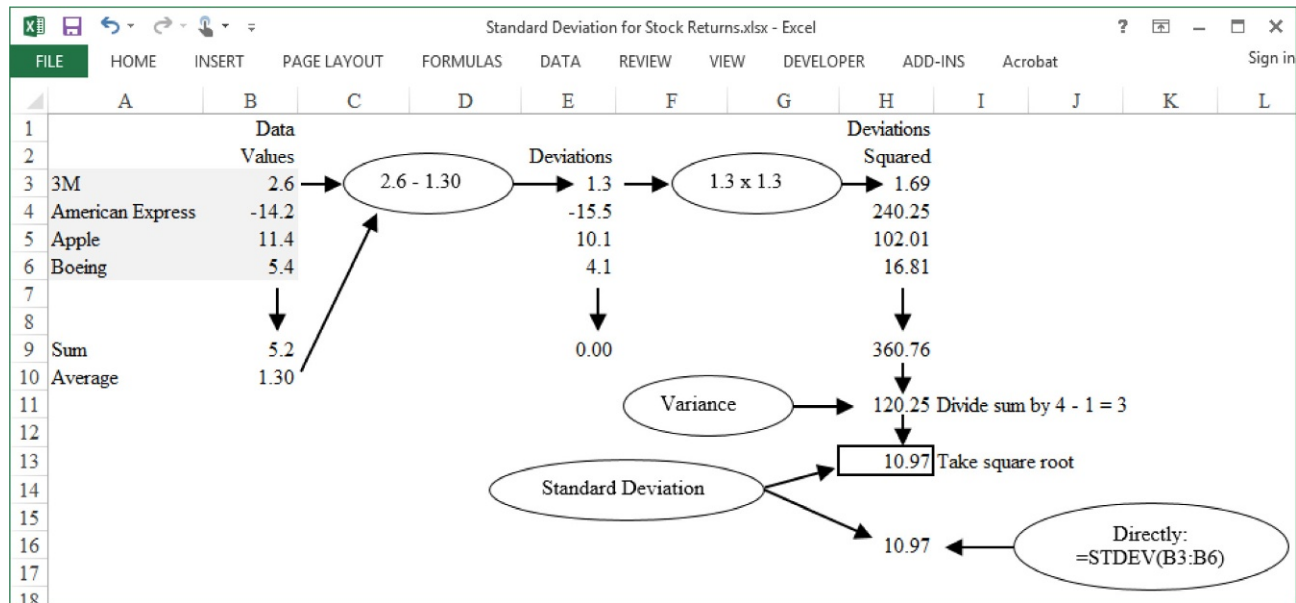 Standard Deviation for Stock Returns.xlsx - Excel ?
FILE HOME INSERT PAGE LAYOUT FORMULAS DATA REVIEW VIEW DEVELOPER ADD-INS Acrobat Sign in
A B C D E F G H I J K L
1 Data Deviations
2 Values Deviations Squared
3 3M 2.6 2.6 - 1.30 1.3 1.3 x 1.3 1.69
4 American Express -14.2 -15.5 240.25
5 Apple 11.4 10.1 102.01
6 Boeing 5.4 4.1 16.81
7
8
9 Sum 5.2 0.00 360.76
10 Average 1.30
11 Variance 120.25 Divide sum by 4 - 1 = 3
12
13 10.97 Take square root
14 Standard Deviation
15 Directly:
16 10.97 =STDEV(B3:B6)
17
18